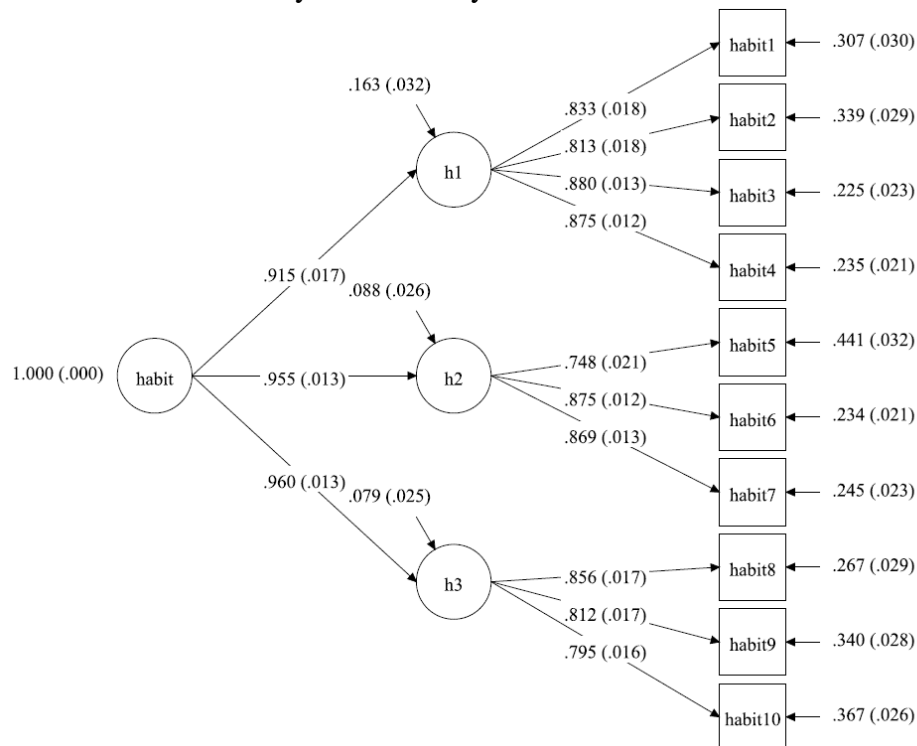 habit1
.307 (.030)
.163 (.032)
.833 (.018)
habit2
.339 (.029)
.813 (.018)
h1
.880 (.013)
habit3
.225 (.023)
.875 (.012)
habit4
.235 (.021)
.915 (.017)
.088 (.026)
habit5
.441 (.032)
.748 (.021)
1.000 (.000)
habit
.955 (.013)
h2
.875 (.012)
habit6
.234 (.021)
.869 (.013)
.960 (.013)
.079 (.025)
habit7
.245 (.023)
habit8
.267 (.029)
.856 (.017)
h3
.812 (.017)
habit9
.340 (.028)
.795 (.016)
habit10
.367 (.026)